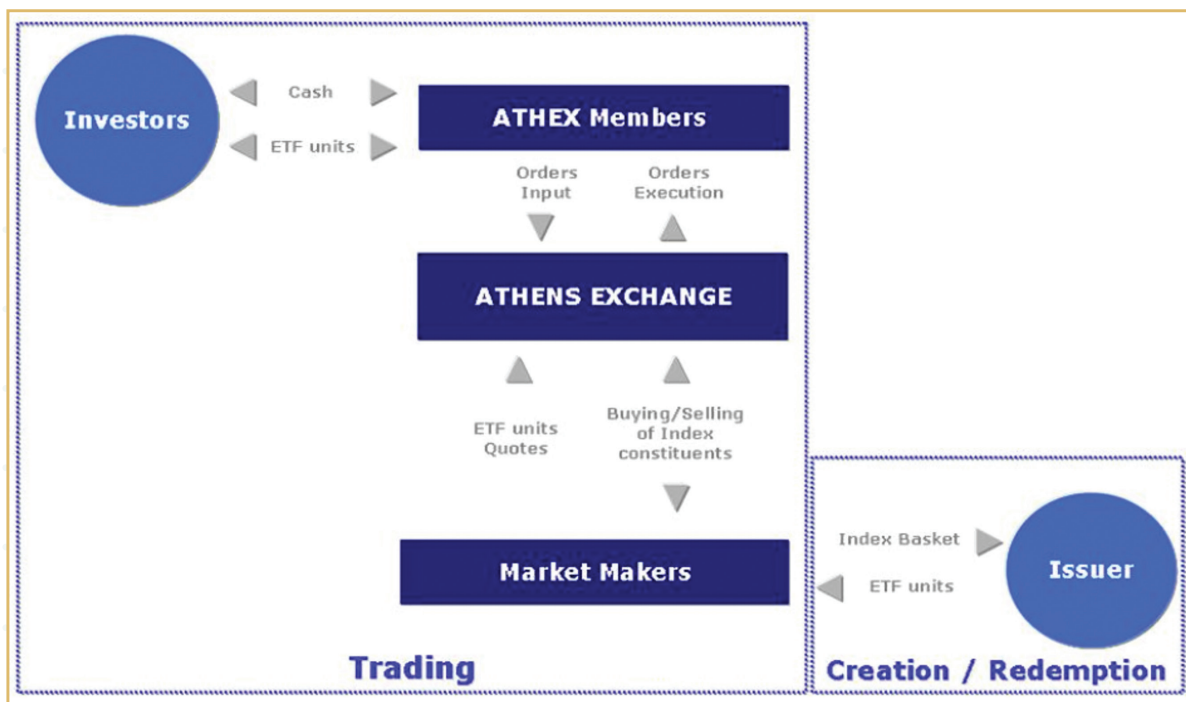 Investors
Cash
ETF units
ATHEX Members
Orders
Input
Orders
Execution
ATHENS EXCHANGE
ETF units
Quotes
Buying/Selling
of Index
constituents
Market Makers
Index Basket
ETF units
Issuer
Trading
Creation / Redemption